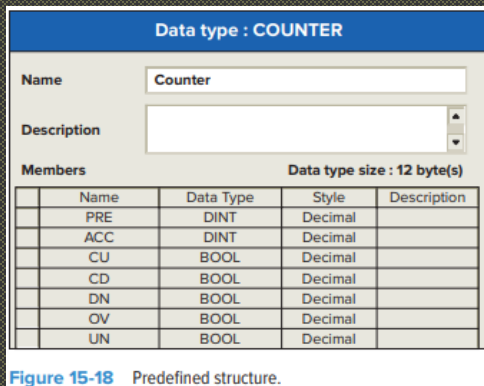 Data type : COUNTER
Name Counter
Description
Members Data type size : 12 byte(s)
Name Data Type Style Description
PRE DINT Decimal
ACC DINT Decimal
CU BOOL Decimal
CD BOOL Decimal
DN BOOL Decimal
OV BOOL Decimal
UN BOOL Decimal
Figure 15-18 Predefined structure.